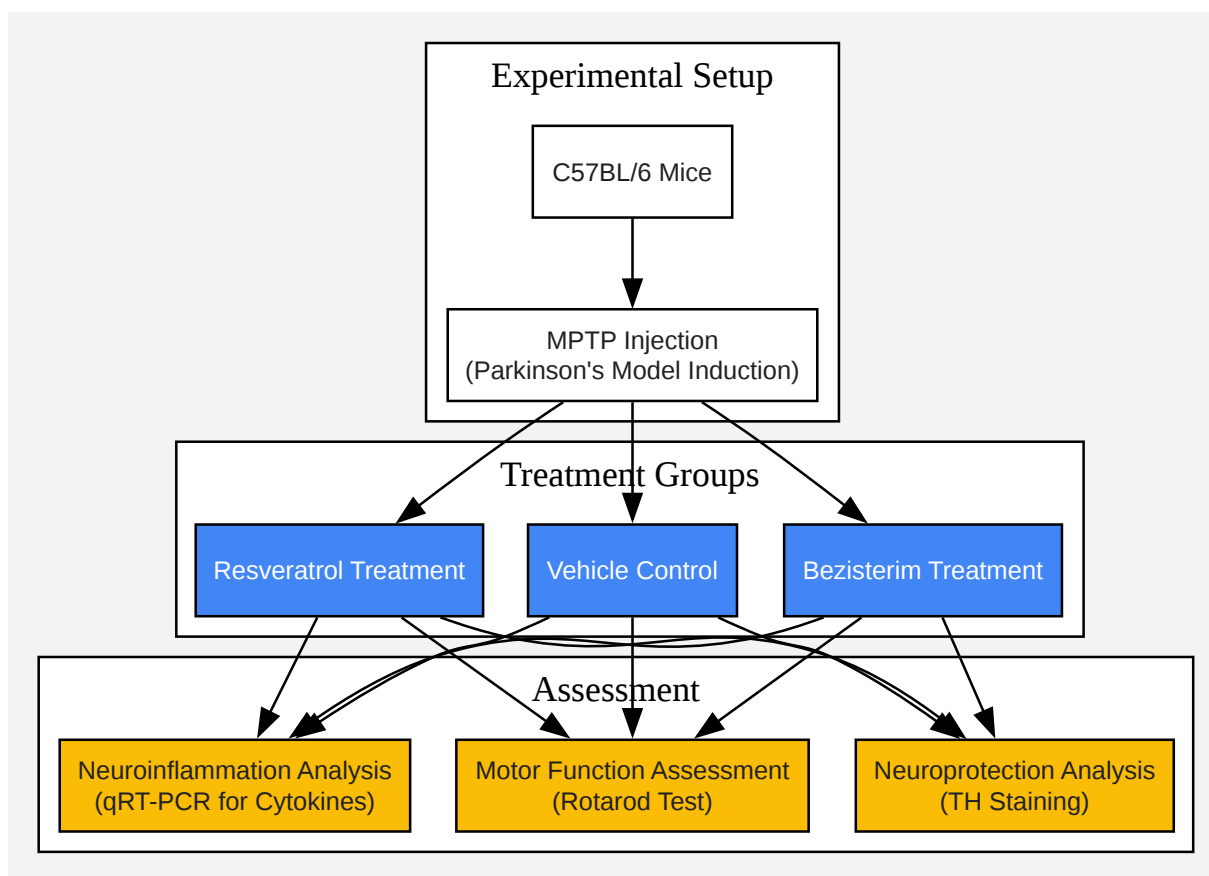 Experimental Setup
C57BL/6 Mice
MPTP Injection
(Parkinson's Model Induction)
Treatment Groups
Resveratrol Treatment
Vehicle Control
Bezisterim Treatment
Assessment
Neuroinflammation Analysis
(qRT-PCR for Cytokines)
Motor Function Assessment
(Rotarod Test)
Neuroprotection Analysis
(TH Staining)